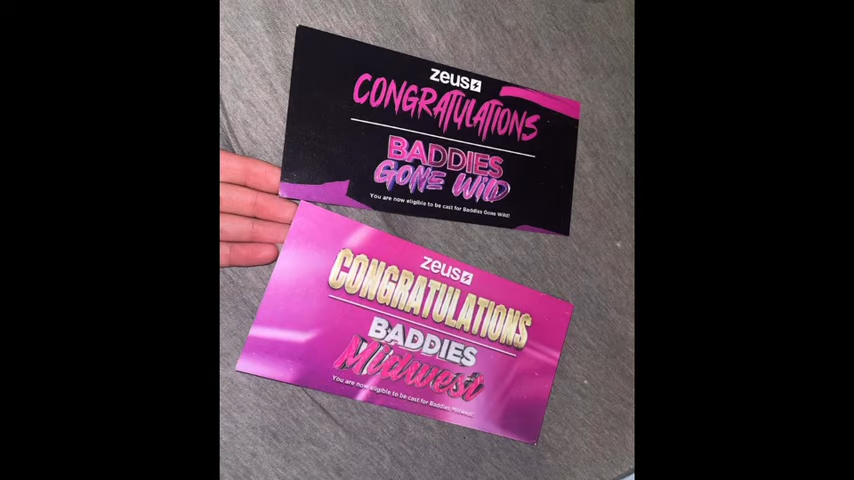 zeus
CONGRATULATIONS
BADDIES
GONE WILD
You are now eligible to be cast for Baddies Gone Wild!
zeus
CONGRATULATIONS
BADDIES
Midwest
You are now eligible to be cast for Baddies Midwest!